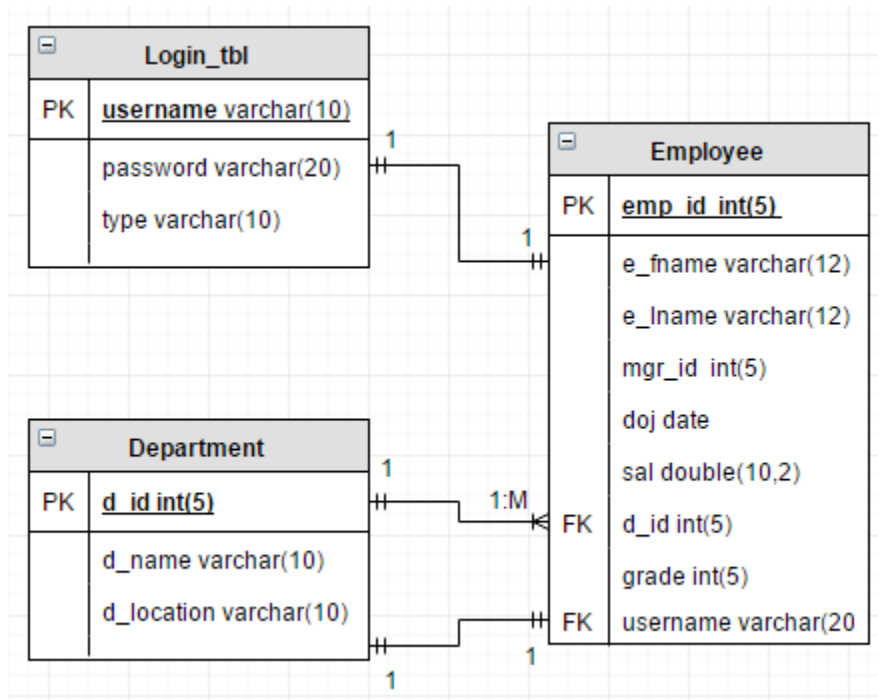 Login_tbl
PK username varchar(10)
password varchar(20)
type varchar(10)
1
1
Employee
PK emp_id int(5)
e_fname varchar(12)
e_lname varchar(12)
mgr_id int(5)
doj date
sal double(10,2)
FK d_id int(5)
grade int(5)
FK username varchar(20
Department
PK d_id int(5)
d_name varchar(10)
d_location varchar(10)
1
1:M
1
1